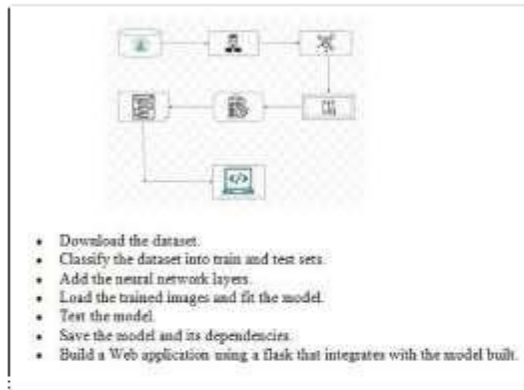 • Download the dataset.
• Classify the dataset into train and test sets.
• Add the neural network layers.
• Load the trained images and fit the model.
• Test the model.
• Save the model and its dependencies.
• Build a Web application using a flask that integrates with the model built.